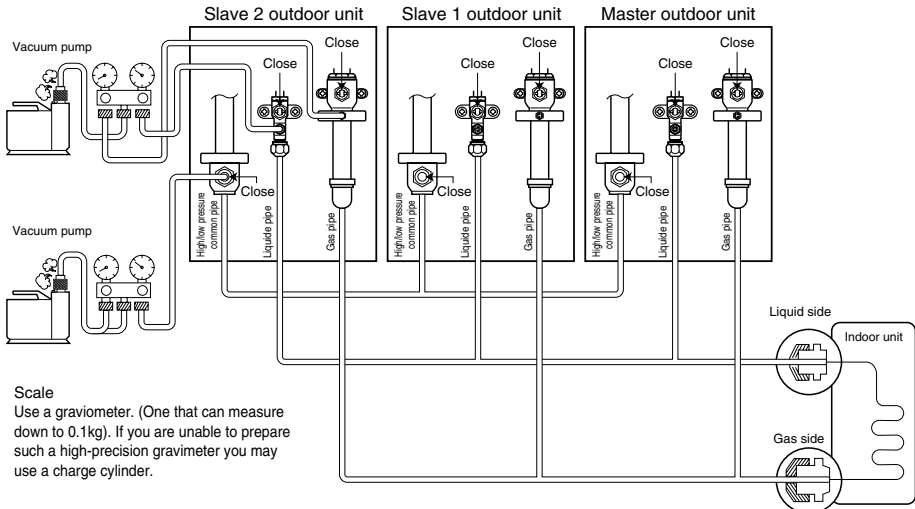 Slave 2 outdoor unit
Slave 1 outdoor unit
Master outdoor unit
Vacuum pump
Close
Close
Close
High/low pressure
common pipe
Liquide pipe
Gas pipe
Close
Close
Close
High/low pressure
common pipe
Liquide pipe
Gas pipe
Close
Close
Close
High/low pressure
common pipe
Liquide pipe
Gas pipe
Vacuum pump
Liquid side
Indoor unit
Gas side
Scale
Use a graviometer. (One that can measure
down to 0.1kg). If you are unable to prepare
such a high-precision gravimeter you may
use a charge cylinder.